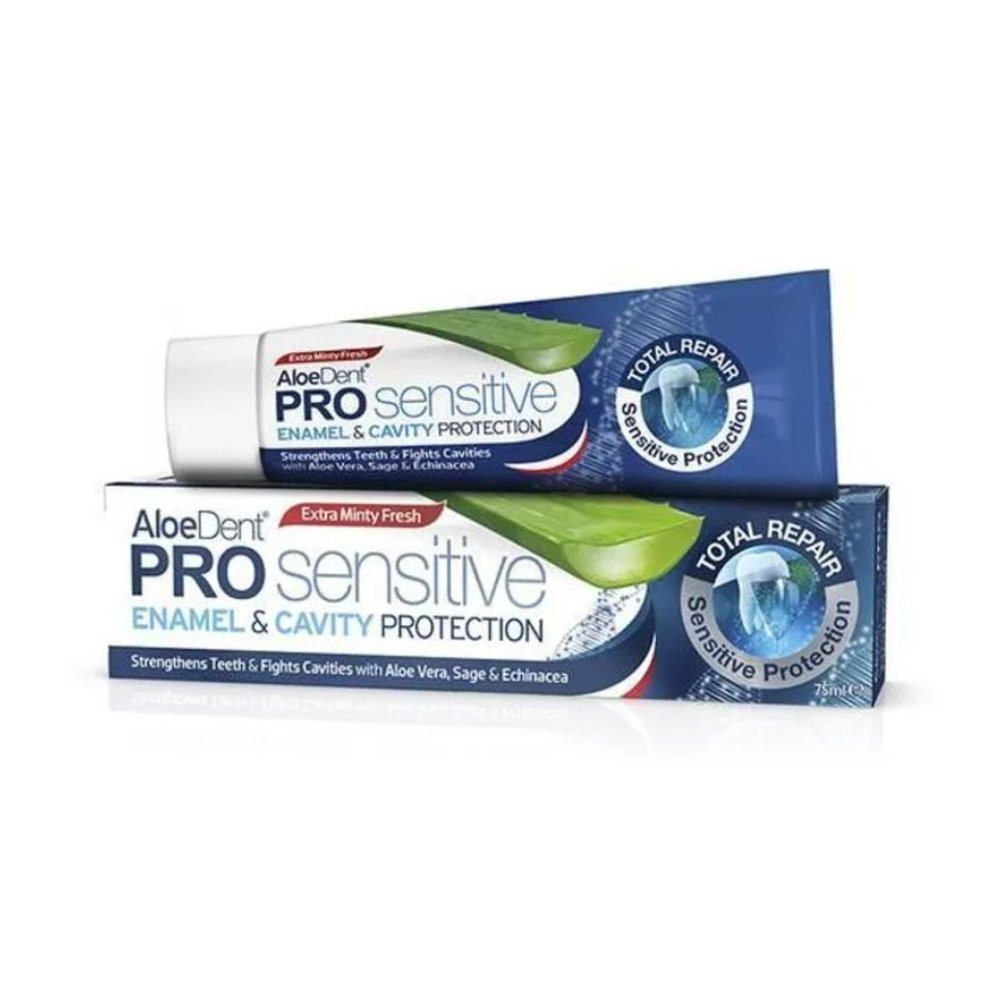 Extra Minty Fresh
AloeDent®
PRO sensitive
ENAMEL & CAVITY PROTECTION
Strengthens Teeth & Fights Cavities
with Aloe Vera, Sage & Echinacea
TOTAL REPAIR
Sensitive Protection
AloeDent®
Extra Minty Fresh
PRO sensitive
ENAMEL & CAVITY PROTECTION
Strengthens Teeth & Fights Cavities with Aloe Vera, Sage & Echinacea
TOTAL REPAIR
Sensitive Protection
75ml ℮